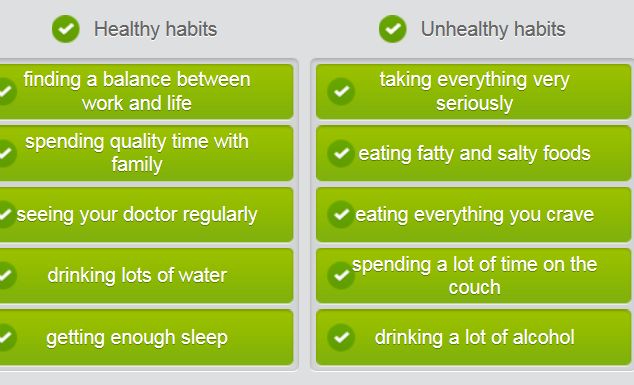 Healthy habits
finding a balance between
work and life
spending quality time with
family
seeing your doctor regularly
drinking lots of water
getting enough sleep
Unhealthy habits
taking everything very
seriously
eating fatty and salty foods
eating everything you crave
spending a lot of time on the
couch
drinking a lot of alcohol